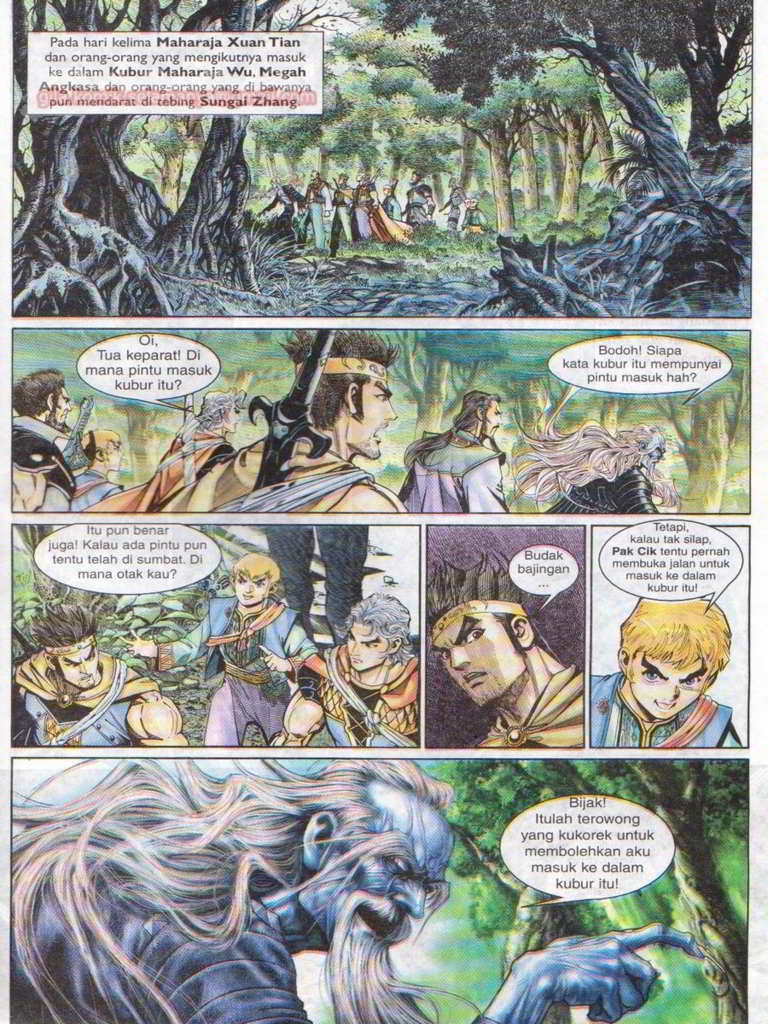 Pada hari kelima Maharaja Xuan Tian
dan orang-orang yang mengikutnya masuk
ke dalam Kubur Maharaja Wu, Megah
Angkasa dan orang-orang yang di bawanya
pun mendarat di tebing Sungai Zhang.
Oi,
Tua keparat! Di
mana pintu masuk
kubur itu?
Bodoh! Siapa
kata kubur itu mempunyai
pintu masuk hah?
Itu pun benar
juga! Kalau ada pintu pun
tentu telah di sumbat. Di
mana otak kau?
Budak
bajingan
...
Tetapi,
kalau tak silap,
Pak Cik tentu pernah
membuka jalan untuk
masuk ke dalam
kubur itu!
Bijak!
Itulah terowong
yang kukorek untuk
membolehkan aku
masuk ke dalam
kubur itu!